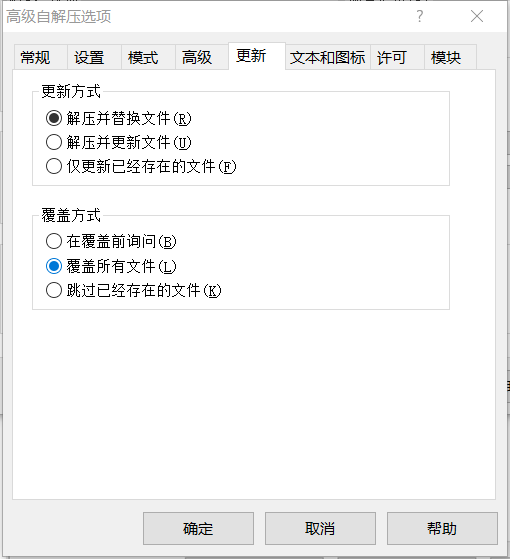 高级自解压选项
?
常规 设置 模式 高级 更新 文本和图标 许可 模块
更新方式
解压并替换文件(R)
解压并更新文件(U)
仅更新已经存在的文件(F)
覆盖方式
在覆盖前询问(B)
覆盖所有文件(L)
跳过已经存在的文件(K)
确定 取消 帮助